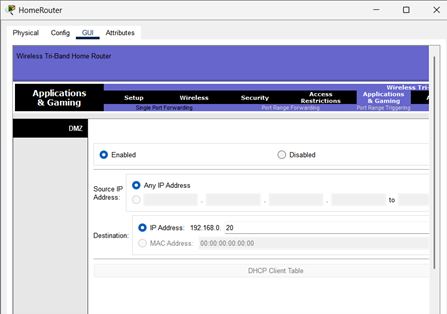 HomeRouter
Physical Config GUI Attributes
Wireless Tri-Band Home Router
Wireless Tri-
Applications & Gaming
Setup Wireless Security Access Restrictions Applications & Gaming
Single Port Forwarding Port Range Forwarding Port Range Triggering
DMZ
Enabled Disabled
Source IP Address:
Any IP Address
. . . to
Destination:
IP Address: 192.168.0. 20
MAC Address: 00:00:00:00:00:00
DHCP Client Table